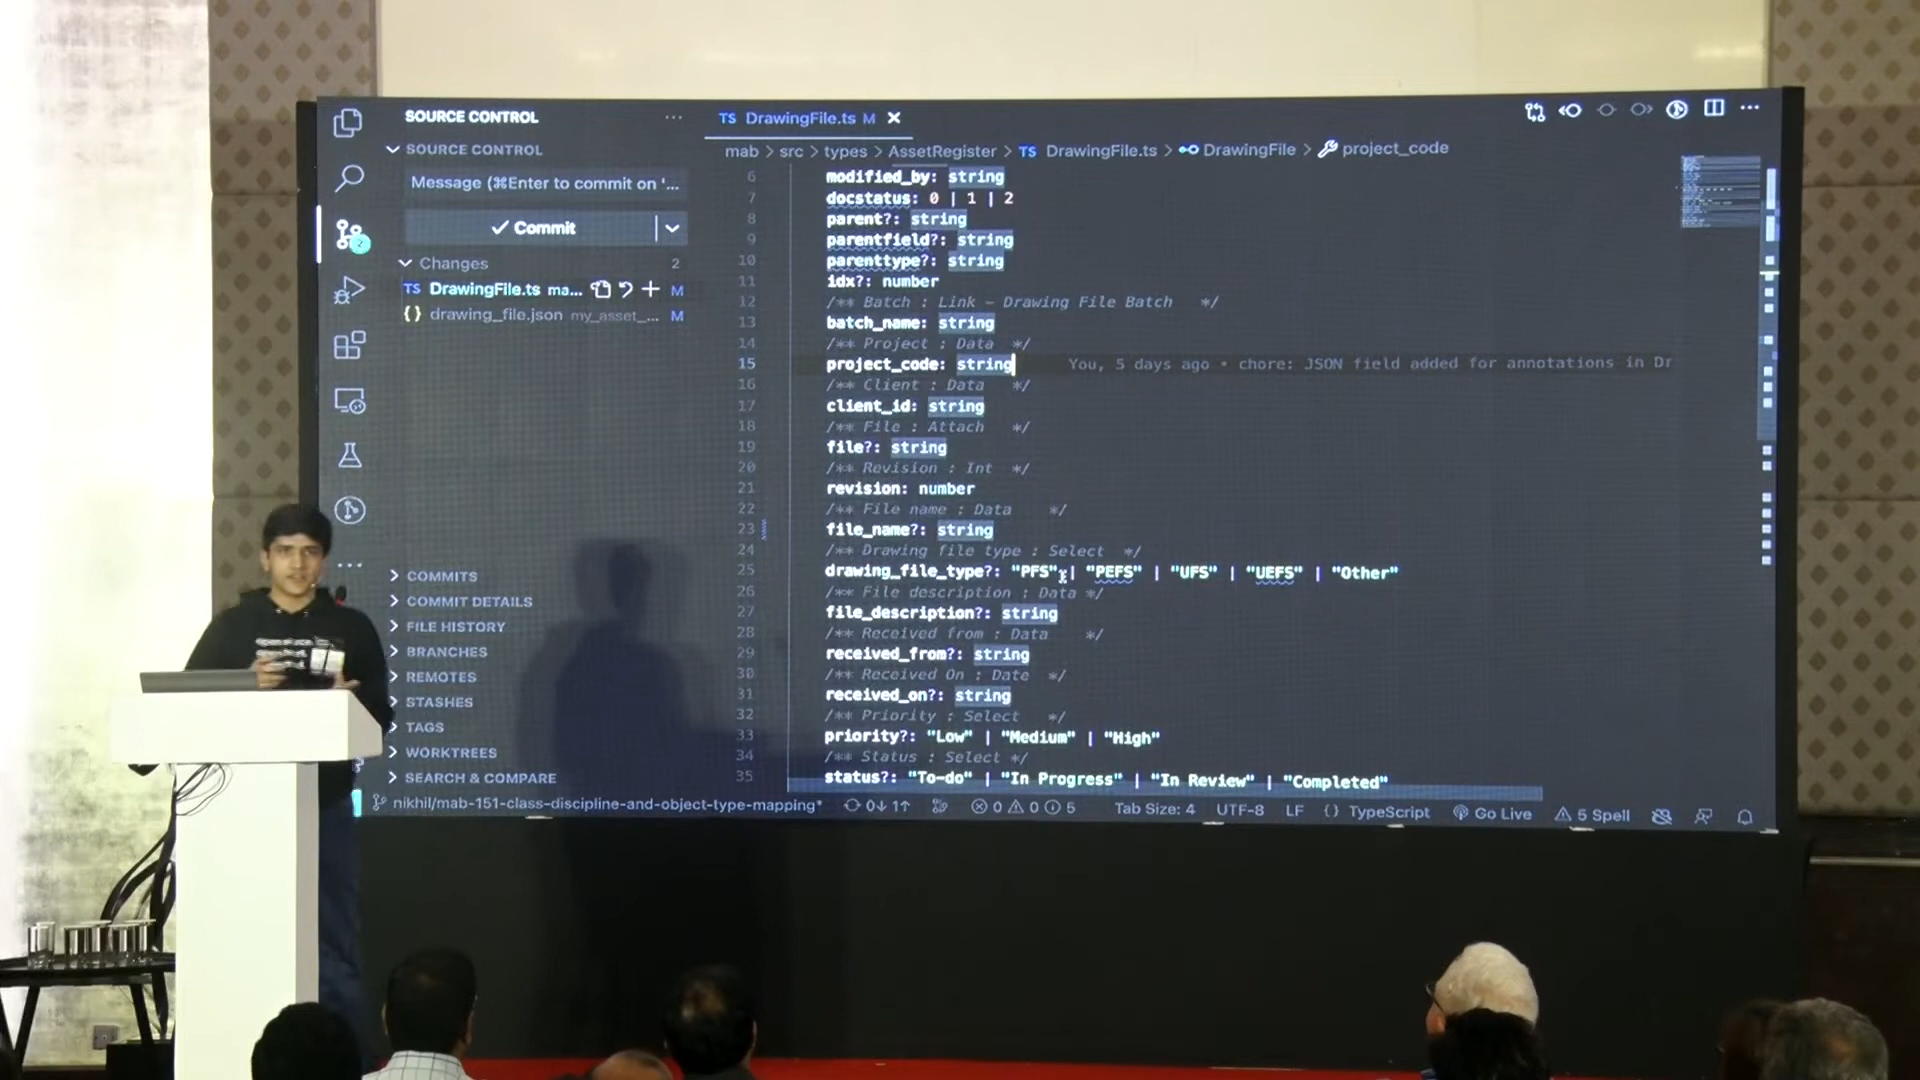 SOURCE CONTROL
SOURCE CONTROL
Message (⌘Enter to commit on '...
Commit
Changes 2
TS DrawingFile.ts ma... M
{} drawing_file.json my_asset_... M
COMMITS
COMMIT DETAILS
FILE HISTORY
BRANCHES
REMOTES
STASHES
TAGS
WORKTREES
SEARCH & COMPARE
TS DrawingFile.ts M
mab > src > types > AssetRegister > TS DrawingFile.ts > DrawingFile > project_code
6 modified_by: string
7 docstatus: 0 | 1 | 2
8 parent?: string
9 parentfield?: string
10 parenttype?: string
11 idx?: number
12 /** Batch : Link - Drawing File Batch */
13 batch_name: string
14 /** Project : Data */
15 project_code: string You, 5 days ago • chore: JSON field added for annotations in Dr
16 /** Client : Data */
17 client_id: string
18 /** File : Attach */
19 file?: string
20 /** Revision : Int */
21 revision: number
22 /** File name : Data */
23 file_name?: string
24 /** Drawing file type : Select */
25 drawing_file_type?: "PFS" | "PEFS" | "UFS" | "UEFS" | "Other"
26 /** File description : Data */
27 file_description?: string
28 /** Received from : Data */
29 received_from?: string
30 /** Received On : Date */
31 received_on?: string
32 /** Priority : Select */
33 priority?: "Low" | "Medium" | "High"
34 /** Status : Select */
35 status?: "To-do" | "In Progress" | "In Review" | "Completed"
nikhil/mab-151-class-discipline-and-object-type-mapping* 0↓ 1↑ 0 0 5 Tab Size: 4 UTF-8 LF {} TypeScript Go Live 5 Spell